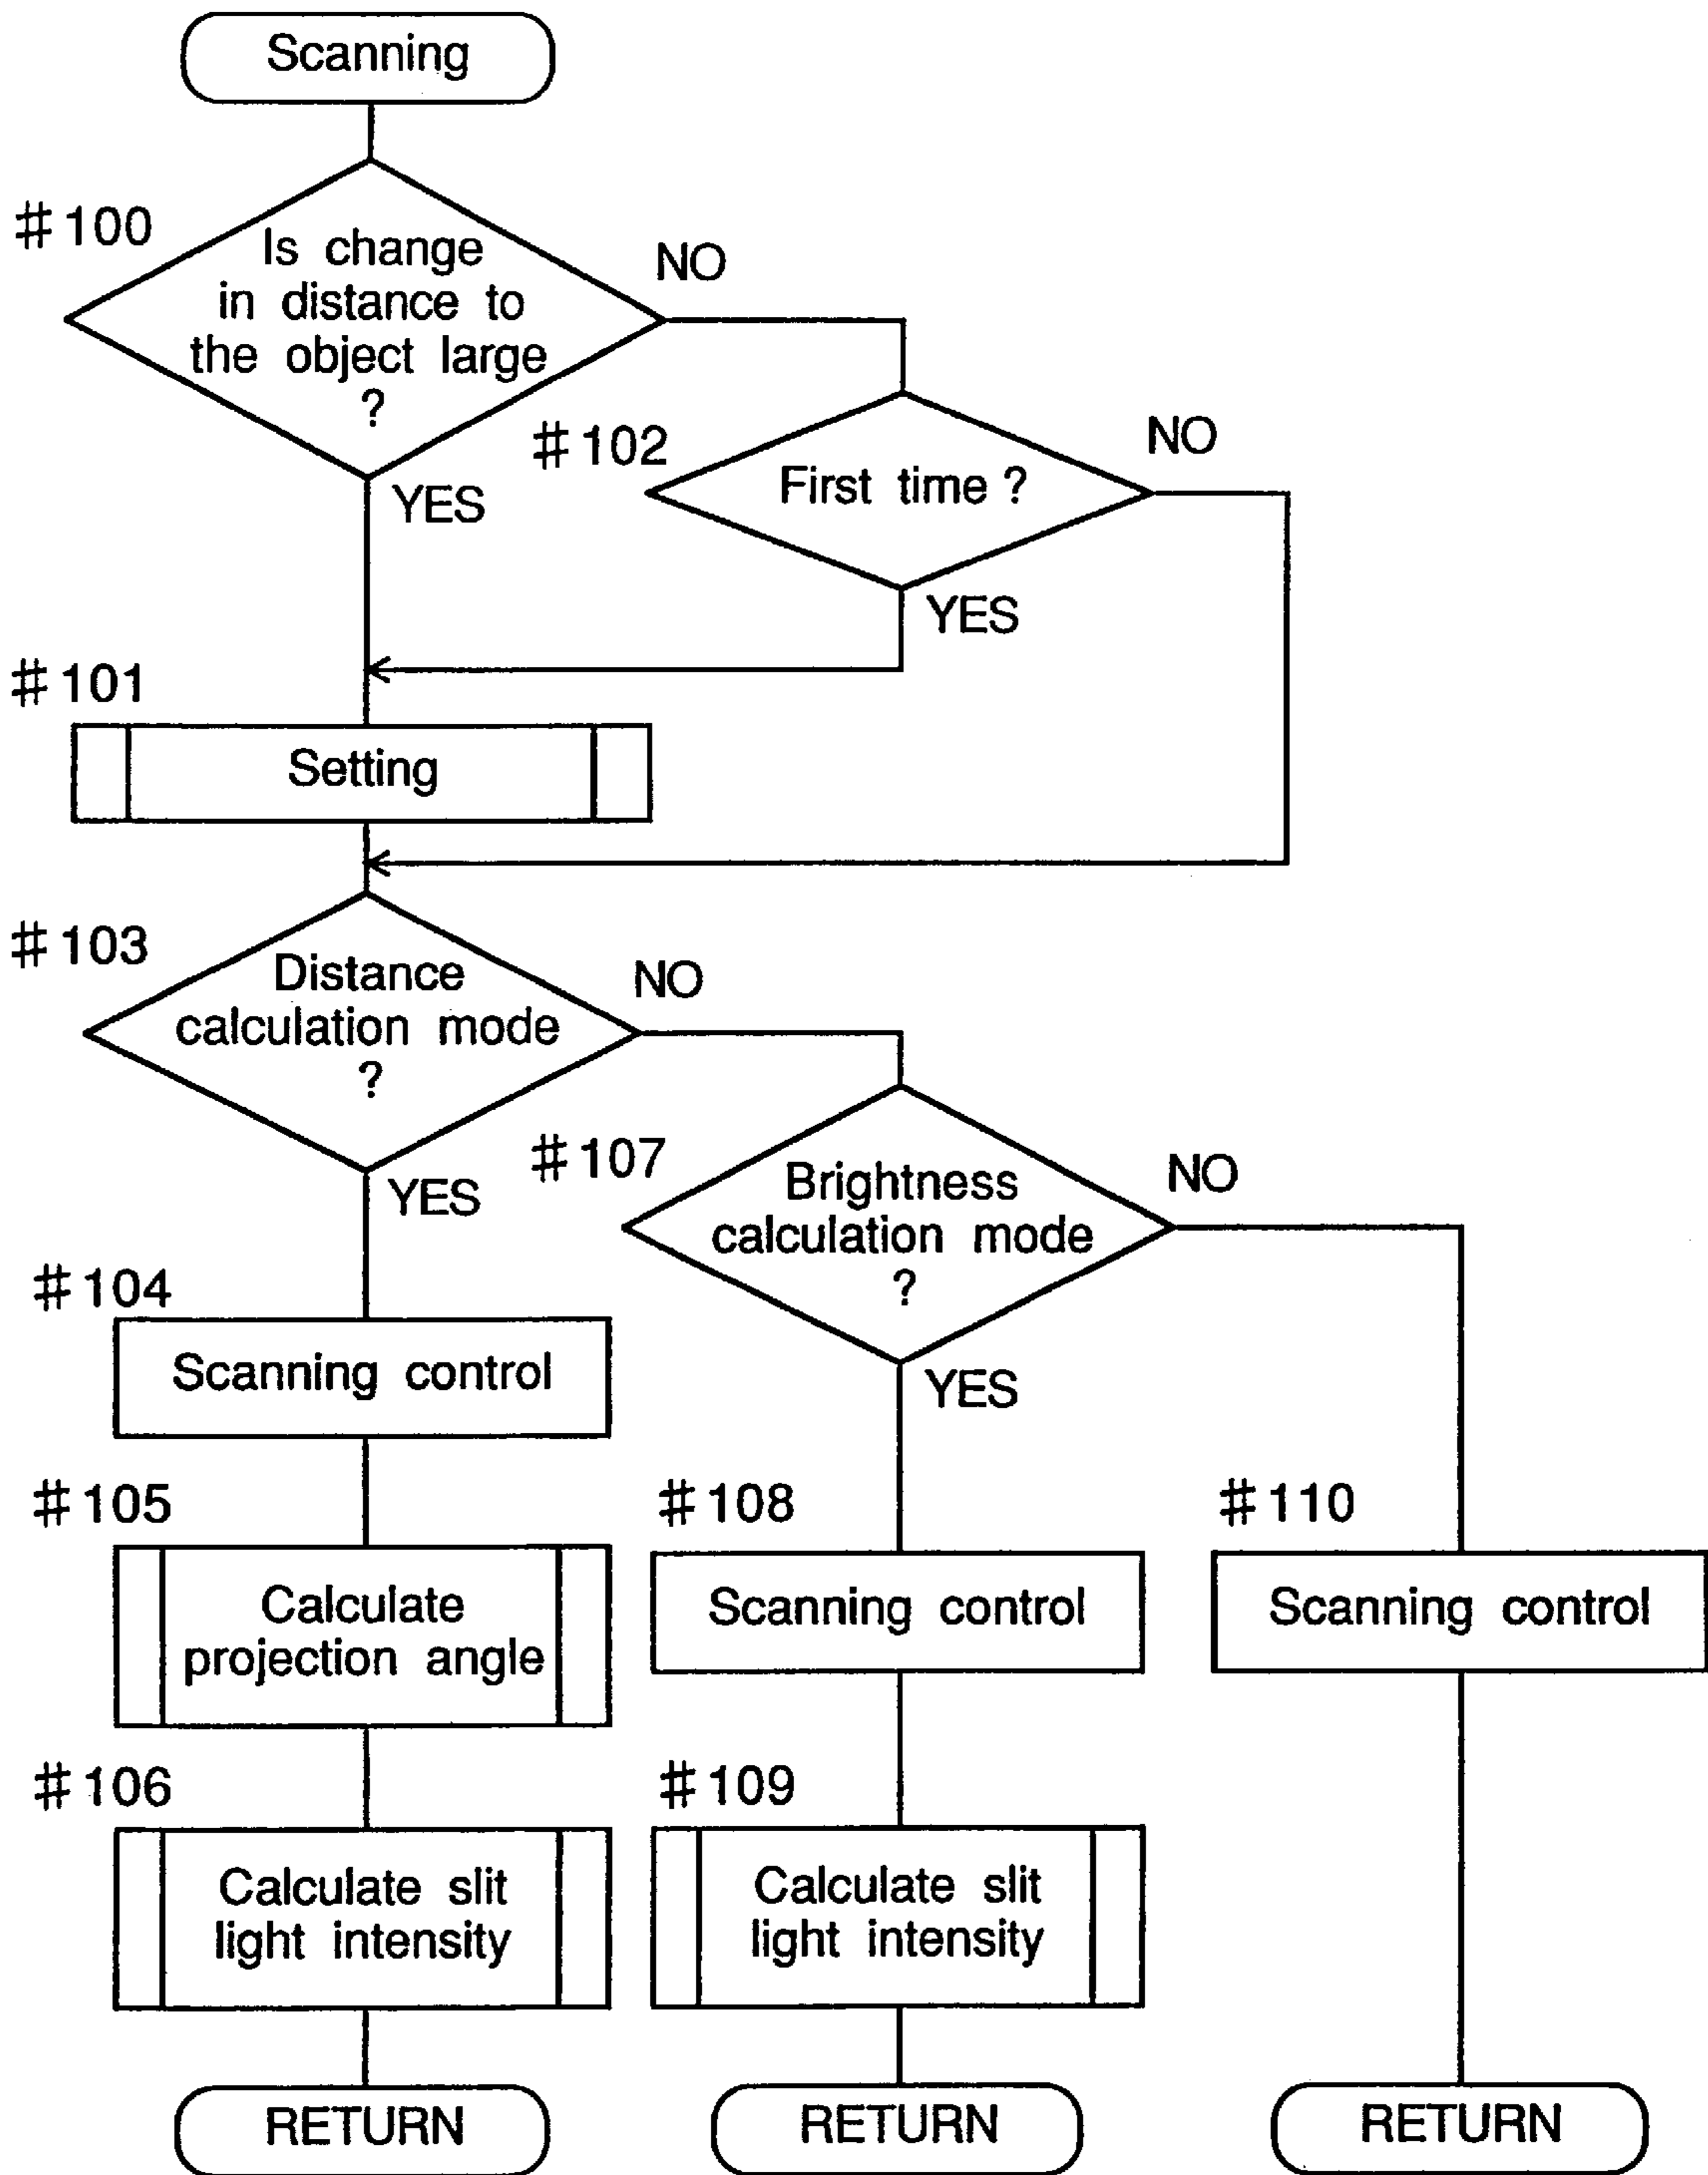 Scanning
#100
Is change
in distance to
the object large
?
NO
YES
#102
First time ?
NO
YES
#101
Setting
#103
Distance
calculation mode
?
NO
YES
#107
Brightness
calculation mode
?
NO
YES
#104
Scanning control
#105
Calculate
projection angle
#106
Calculate slit
light intensity
RETURN
#108
Scanning control
#109
Calculate slit
light intensity
RETURN
#110
Scanning control
RETURN